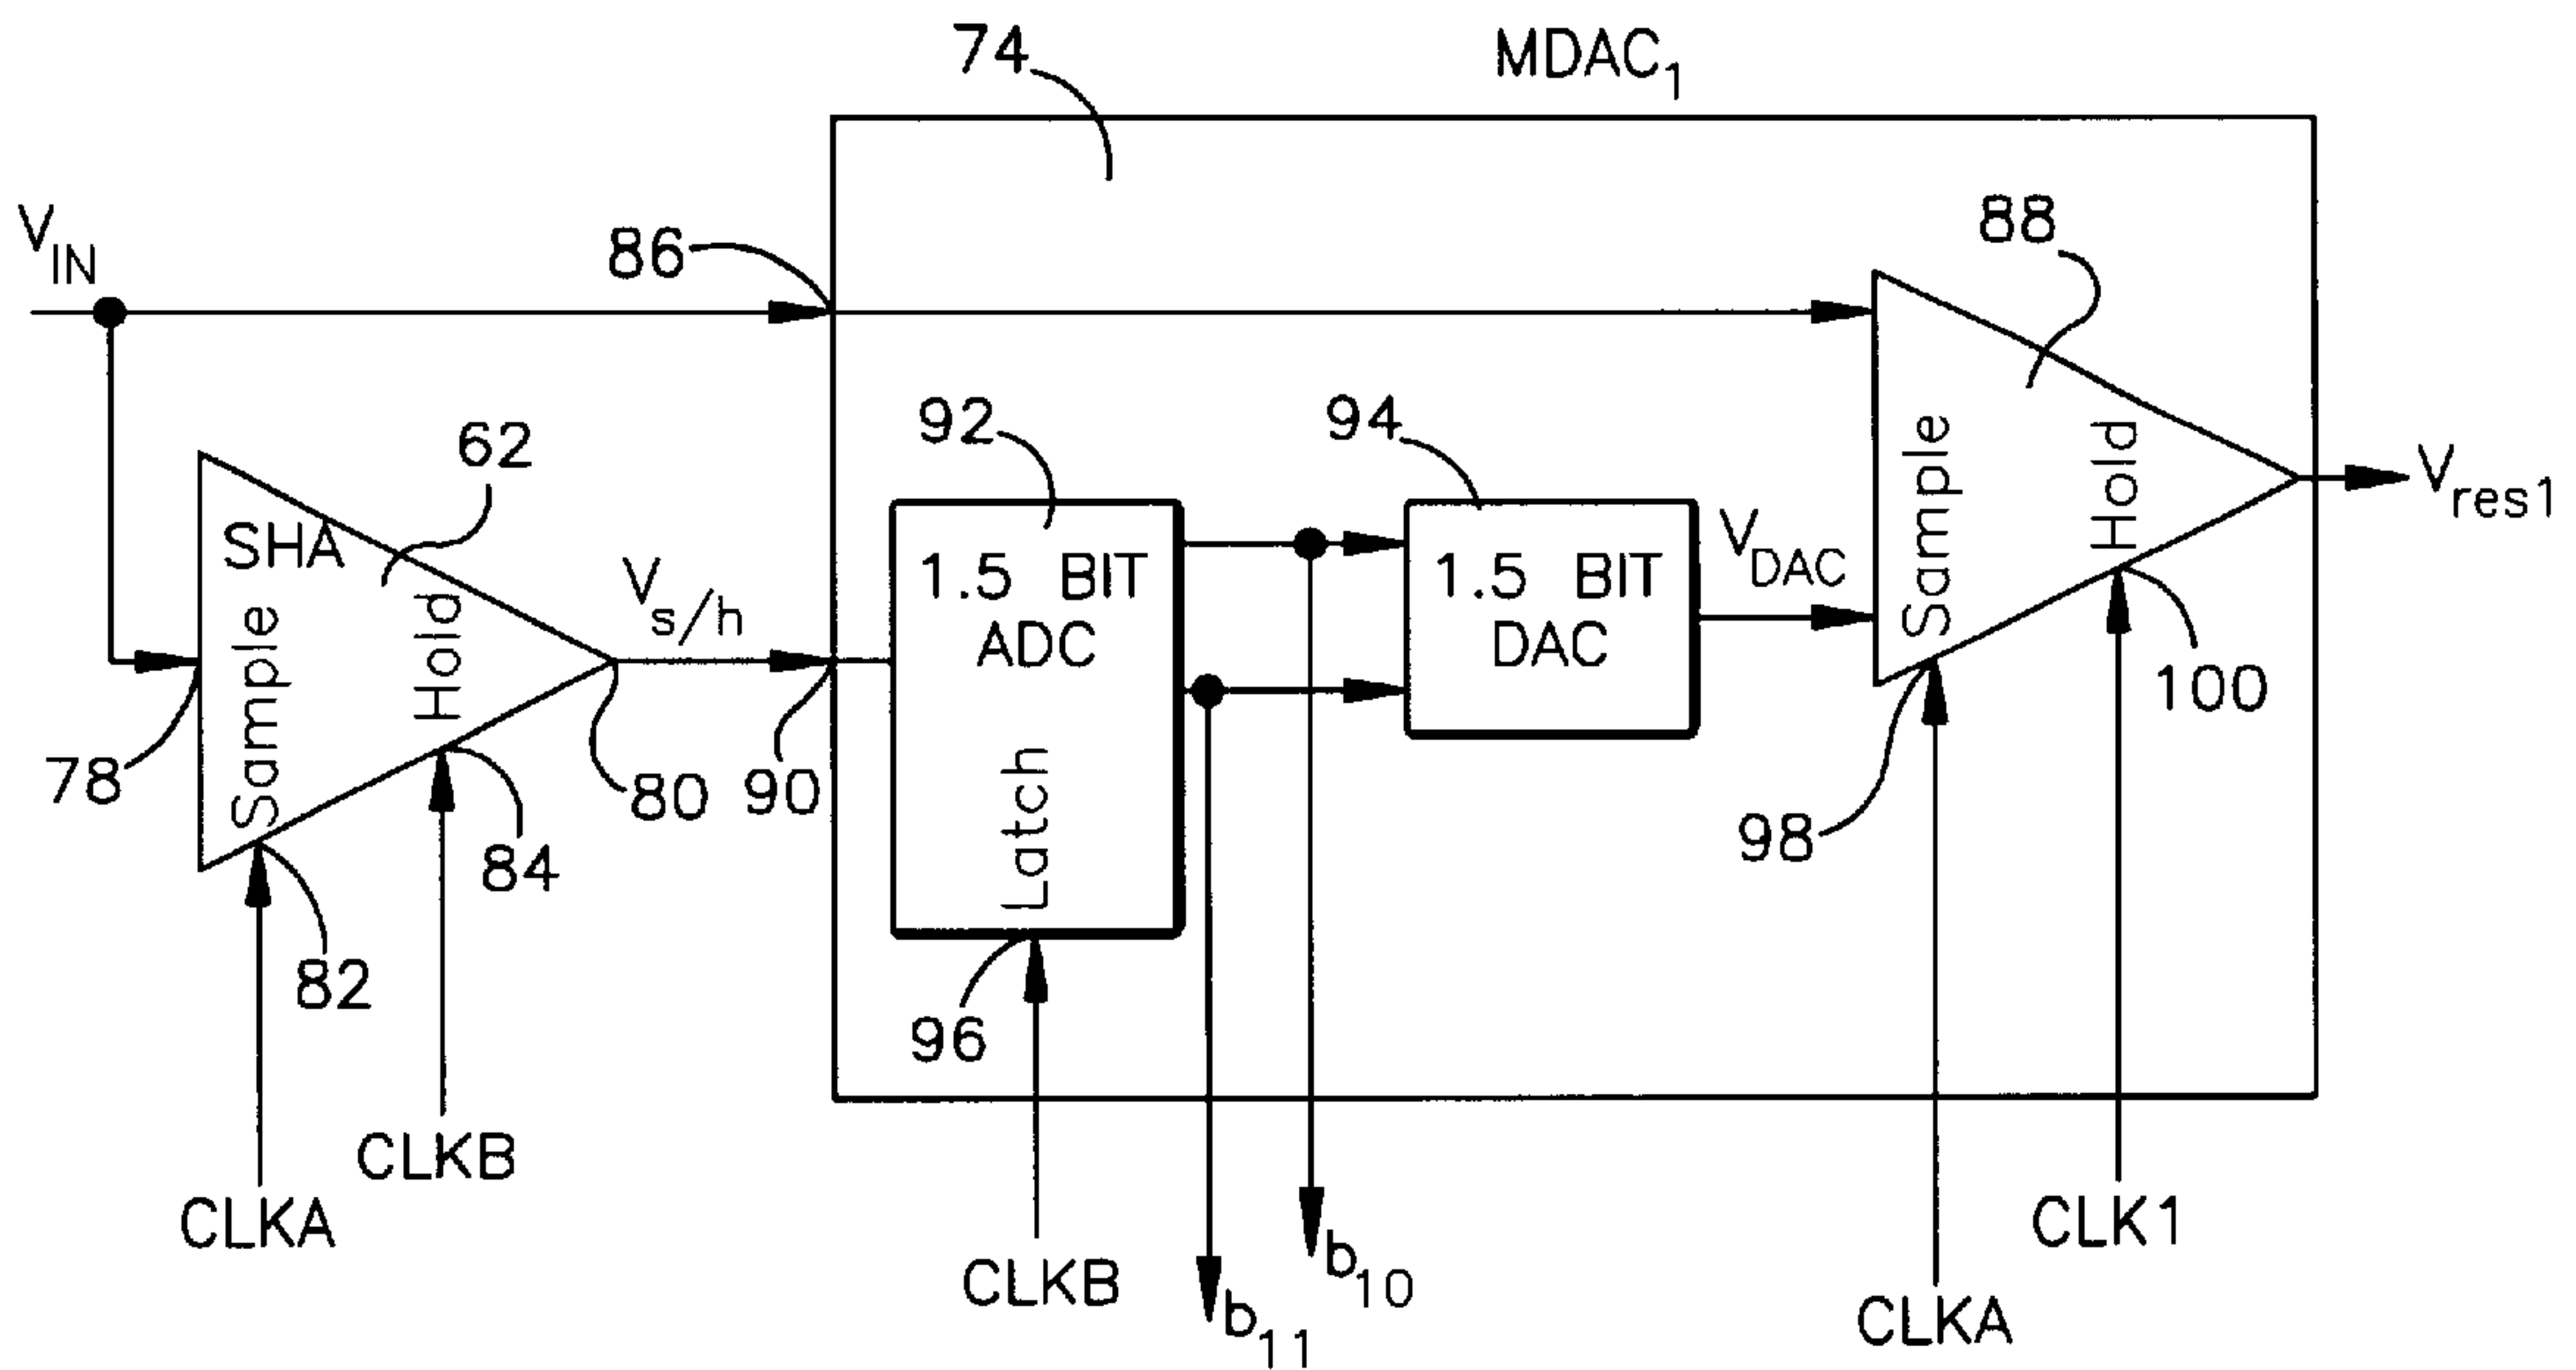 74
MDAC1
VIN
86
88
92
94
62
SHA
Sample
Hold
Vs/h
1.5 BIT
ADC
Latch
1.5 BIT
DAC
VDAC
Sample
Hold
Vres1
78
80
90
84
82
96
98
100
CLKA
CLKB
CLKB
b11
b10
CLKA
CLK1